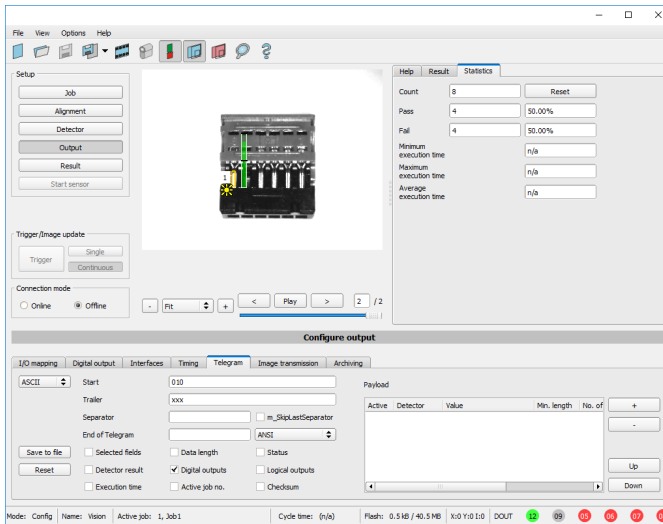 File View Options Help
Setup
Job
Alignment
Detector
Output
Result
Start sensor
Trigger/Image update
Trigger
Single
Continuous
Connection mode
Online Offline
1
- Fit + < Play > 2 /2
Help Result Statistics
Count 8 Reset
Pass 4 50.00%
Fail 4 50.00%
Minimum
execution time n/a
Maximum
execution time n/a
Average
execution time n/a
Configure output
I/O mapping Digital output Interfaces Timing Telegram Image transmission Archiving
ASCII Start 010
Trailer xxx
Separator m_SkipLastSeparator
End of Telegram ANSI
Save to file Selected fields Data length Status
Reset Detector result Digital outputs Logical outputs
Execution time Active job no. Checksum
Payload
Active Detector Value Min. length No. of
+
-
Up
Down
Mode: Config Name: Vision Active job: 1, Job1 Cycle time: (n/a) Flash: 0.5 kB / 40.5 MB X:0 Y:0 I:0 DOUT 12 09 05 06 07